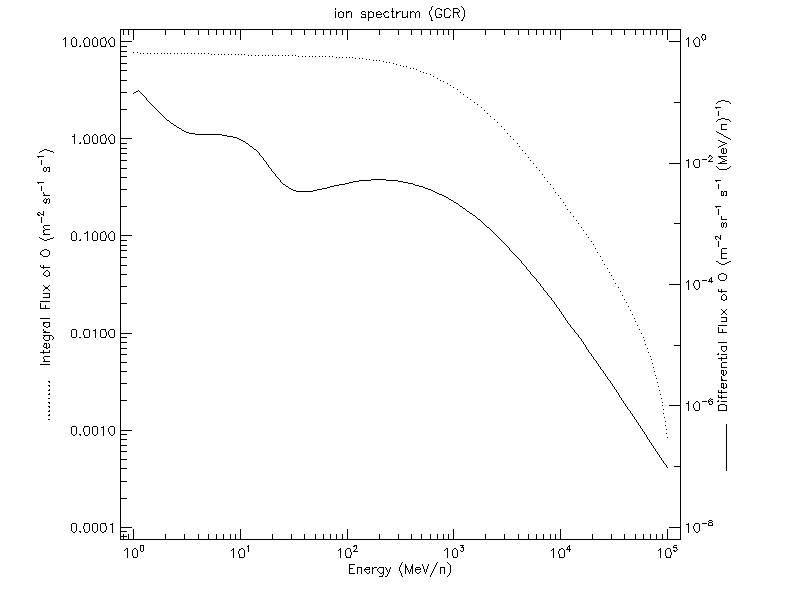 ion spectrum (GCR)
10.0000
1.0000
0.1000
0.0100
0.0010
0.0001
Integral Flux of O (m⁻² sr⁻¹ s⁻¹)
10⁰
10⁻²
10⁻⁴
10⁻⁶
10⁻⁸
Differential Flux of O (m⁻² sr⁻¹ s⁻¹ (MeV/n)⁻¹)
10⁰ 10¹ 10² 10³ 10⁴ 10⁵
Energy (MeV/n)